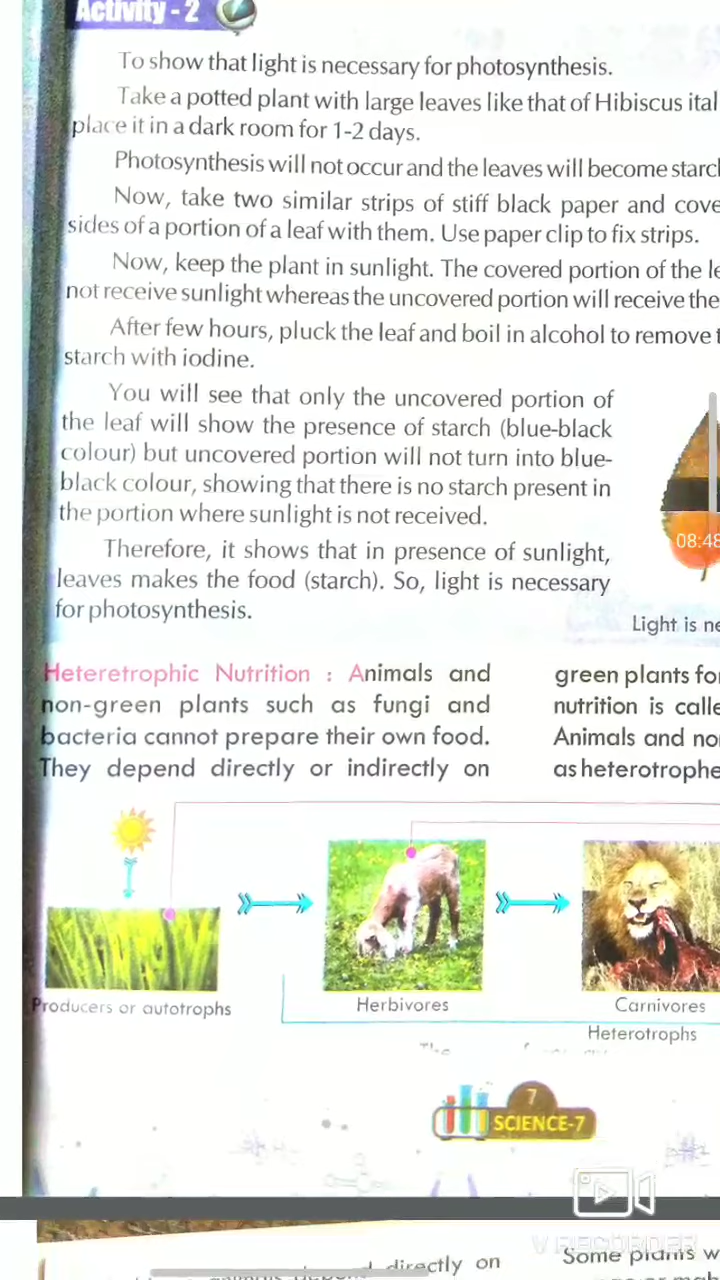 Activity - 2
To show that light is necessary for photosynthesis.
Take a potted plant with large leaves like that of Hibiscus
place it in a dark room for 1-2 days.
Photosynthesis will not occur and the leaves will become
Now, take two similar strips of stiff black paper and
sides of a portion of a leaf with them. Use paper clip to fix strips.
Now, keep the plant in sunlight. The covered portion of the
not receive sunlight whereas the uncovered portion will receive the
After few hours, pluck the leaf and boil in alcohol to remove
starch with iodine.
You will see that only the uncovered portion of
the leaf will show the presence of starch (blue-black
colour) but uncovered portion will not turn into blue-
black colour, showing that there is no starch present in
the portion where sunlight is not received.
08:48
Therefore, it shows that in presence of sunlight,
leaves makes the food (starch). So, light is necessary
for photosynthesis.
Light is
Heteretrophic Nutrition : Animals and
non-green plants such as fungi and
bacteria cannot prepare their own food.
They depend directly or indirectly on
green plants
nutrition is
Animals and
as
Producers or autotrophs
Herbivores
Carnivores
Heterotrophs
7
SCIENCE-7
V RECORDER
directly on
Some plants